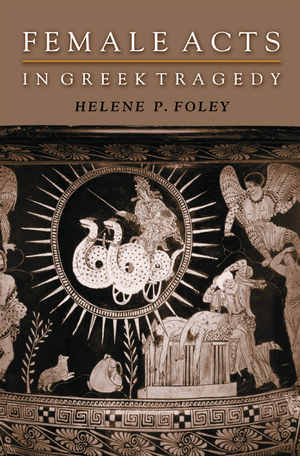 FEMALE ACTS
IN GREEK TRAGEDY
HELENE P. FOLEY